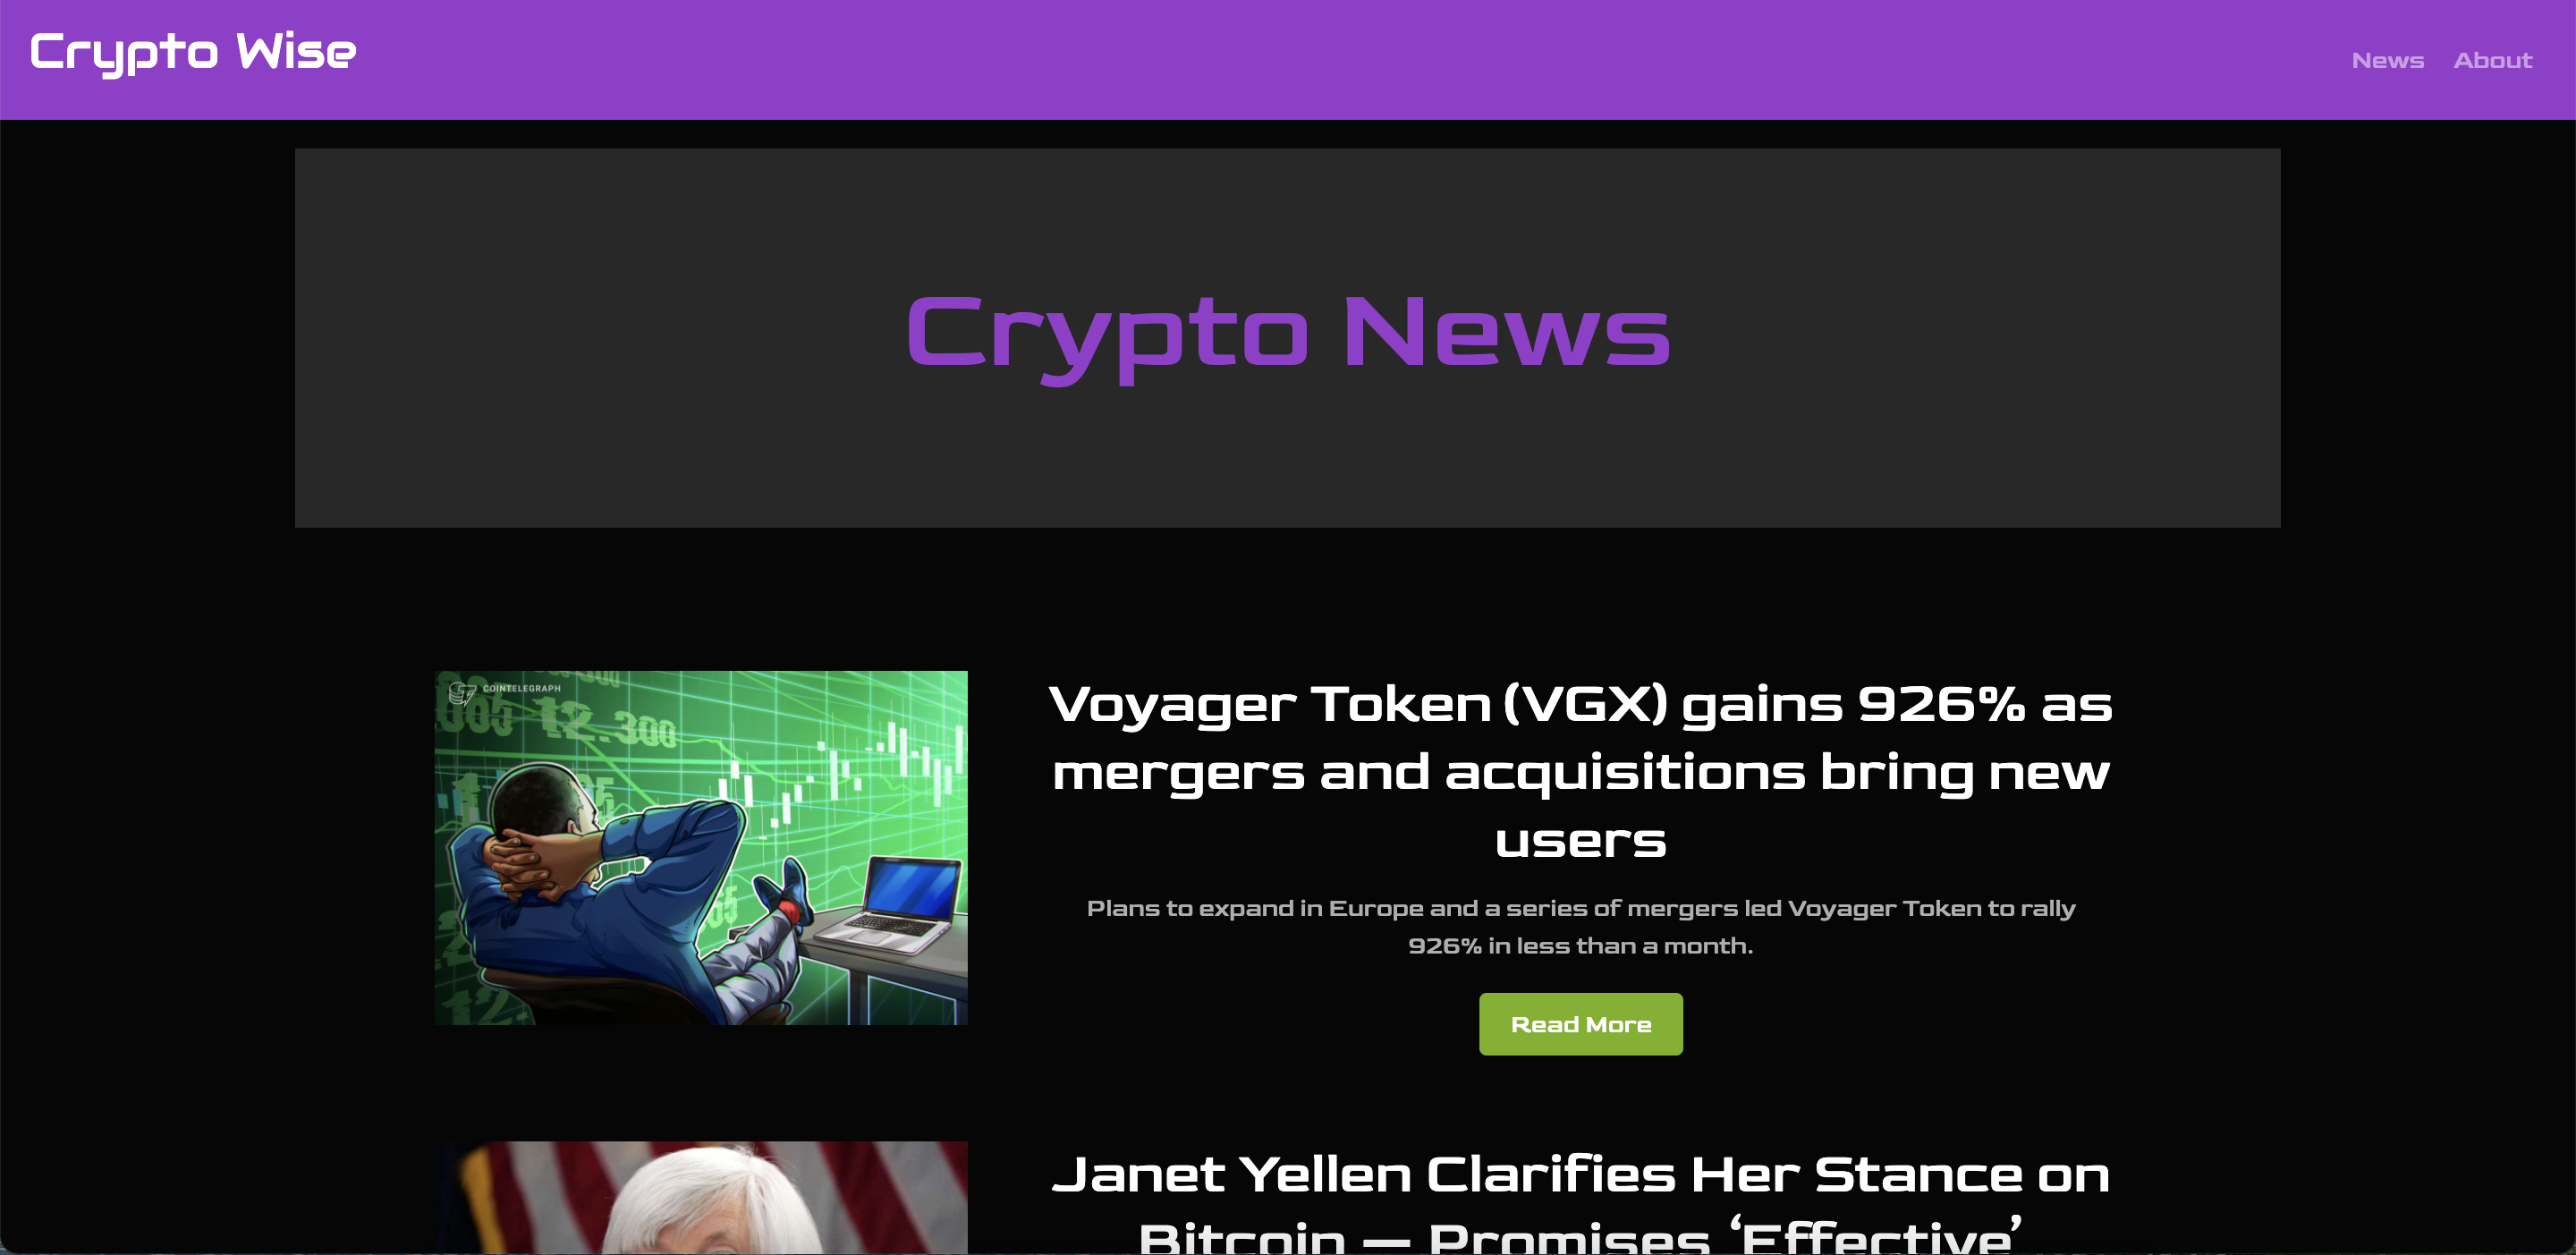 Crypto Wise
News About
Crypto News
COINTELEGRAPH
12.300
Voyager Token (VGX) gains 926% as
mergers and acquisitions bring new
users
Plans to expand in Europe and a series of mergers led Voyager Token to rally
926% in less than a month.
Read More
Janet Yellen Clarifies Her Stance on
Bitcoin — Promises ‘Effective’